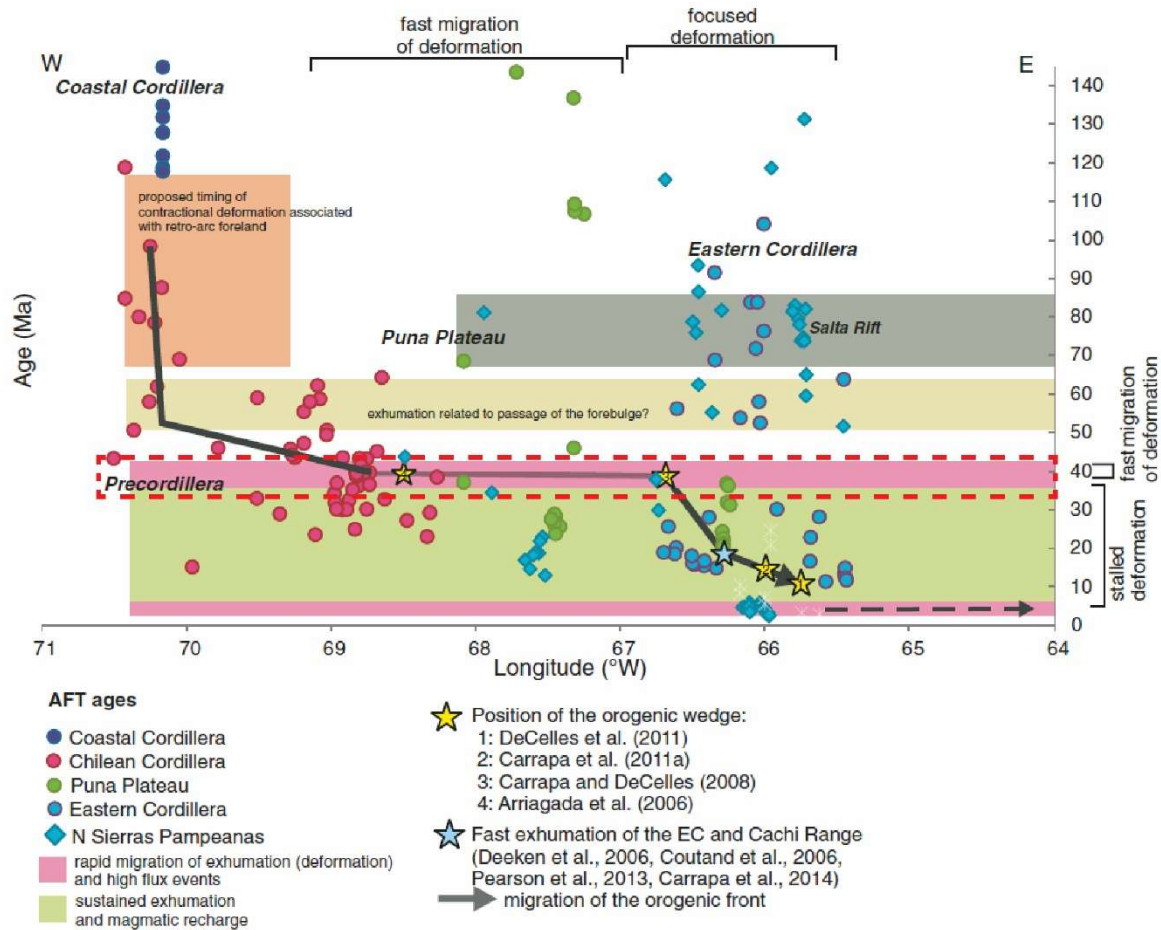 fast migration
of deformation
focused
deformation
W
E
Coastal Cordillera
proposed timing of
contractional deformation associated
with retro-arc foreland
Eastern Cordillera
Puna Plateau
Salta Rift
exhumation related to passage of the forebulge?
Precordillera
Age (Ma)
140
130
120
110
100
90
80
70
60
50
40
30
20
10
0
fast migration
of deformation
stalled
deformation
4
3
2
1
71
70
69
68
67
66
65
64
Longitude (°W)
AFT ages
Coastal Cordillera
Chilean Cordillera
Puna Plateau
Eastern Cordillera
N Sierras Pampeanas
rapid migration of exhumation (deformation)
and high flux events
sustained exhumation
and magmatic recharge
Position of the orogenic wedge:
1: DeCelles et al. (2011)
2: Carrapa et al. (2011a)
3: Carrapa and DeCelles (2008)
4: Arriagada et al. (2006)
Fast exhumation of the EC and Cachi Range
(Deeken et al., 2006, Coutand et al., 2006,
Pearson et al., 2013, Carrapa et al., 2014)
migration of the orogenic front